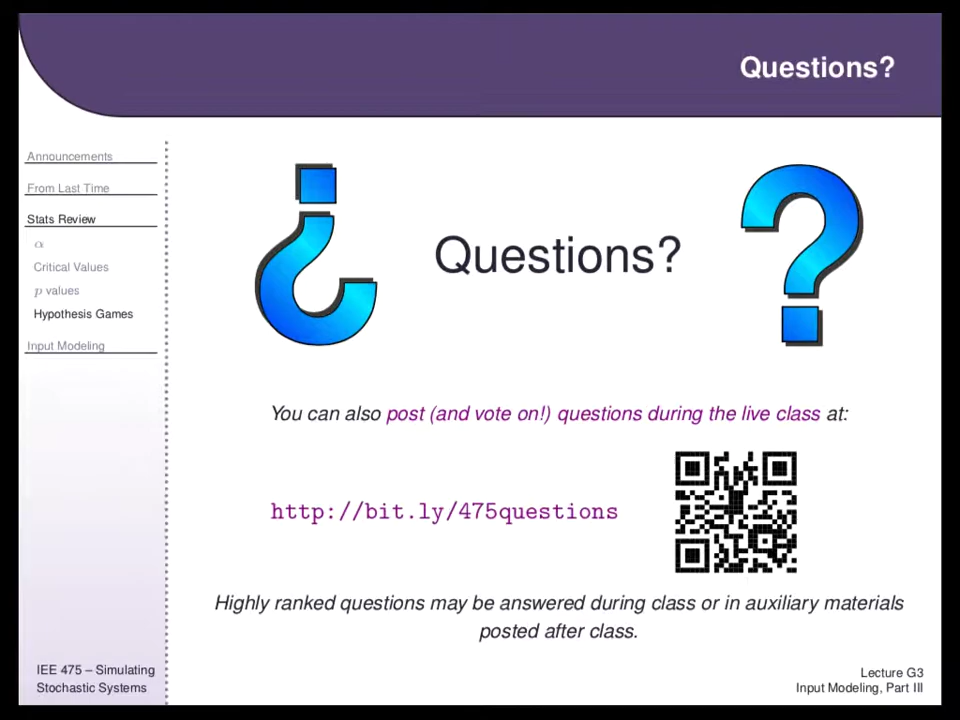 Questions?
Announcements
From Last Time
Stats Review
α
Critical Values
p values
Hypothesis Games
Input Modeling
¿
Questions?
?
You can also post (and vote on!) questions during the live class at:
http://bit.ly/475questions
Highly ranked questions may be answered during class or in auxiliary materials
posted after class.
IEE 475 – Simulating
Stochastic Systems
Lecture G3
Input Modeling, Part III